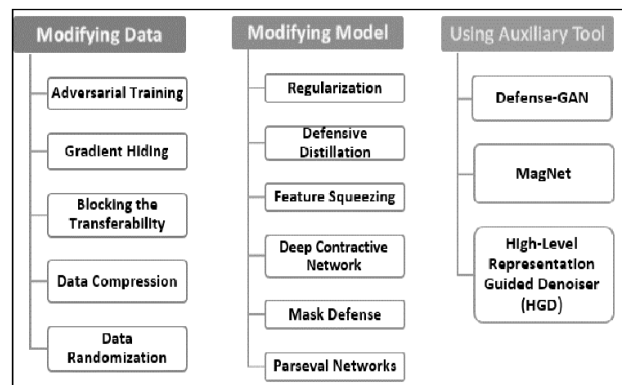 Modifying Data
Adversarial Training
Gradient Hiding
Blocking the
Transferability
Data Compression
Data
Randomization
Modifying Model
Regularization
Defensive
Distillation
Feature Squeezing
Deep Contractive
Network
Mask Defense
Parseval Networks
Using Auxiliary Tool
Defense-GAN
MagNet
High-Level
Representation
Guided Denoiser
(HGD)